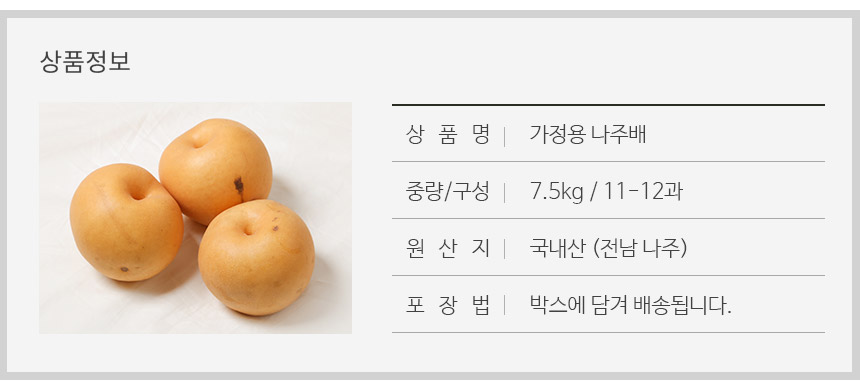 상품정보
상 품 명 | 가정용 나주배
중량/구성 | 7.5kg / 11-12과
원 산 지 | 국내산 (전남 나주)
포 장 법 | 박스에 담겨 배송됩니다.